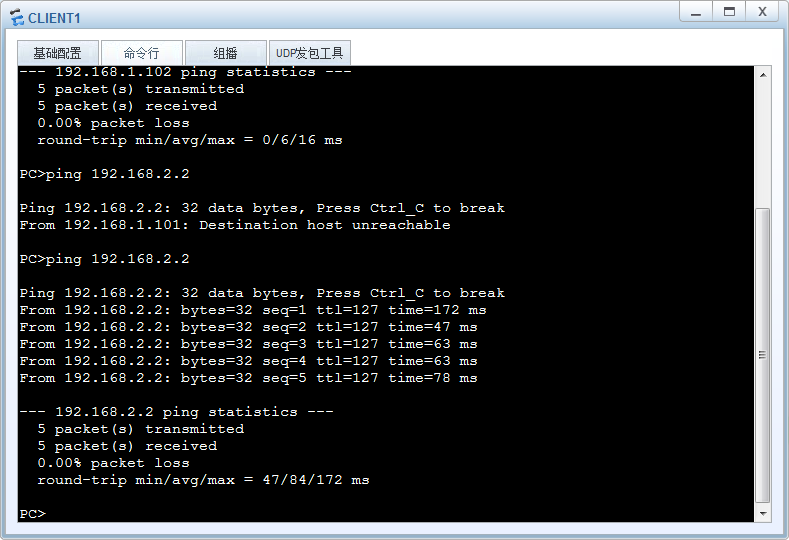 CLIENT1
基础配置 命令行 组播 UDP发包工具
--- 192.168.1.102 ping statistics ---
5 packet(s) transmitted
5 packet(s) received
0.00% packet loss
round-trip min/avg/max = 0/6/16 ms
PC>ping 192.168.2.2
Ping 192.168.2.2: 32 data bytes, Press Ctrl_C to break
From 192.168.1.101: Destination host unreachable
PC>ping 192.168.2.2
Ping 192.168.2.2: 32 data bytes, Press Ctrl_C to break
From 192.168.2.2: bytes=32 seq=1 ttl=127 time=172 ms
From 192.168.2.2: bytes=32 seq=2 ttl=127 time=47 ms
From 192.168.2.2: bytes=32 seq=3 ttl=127 time=63 ms
From 192.168.2.2: bytes=32 seq=4 ttl=127 time=63 ms
From 192.168.2.2: bytes=32 seq=5 ttl=127 time=78 ms
--- 192.168.2.2 ping statistics ---
5 packet(s) transmitted
5 packet(s) received
0.00% packet loss
round-trip min/avg/max = 47/84/172 ms
PC>